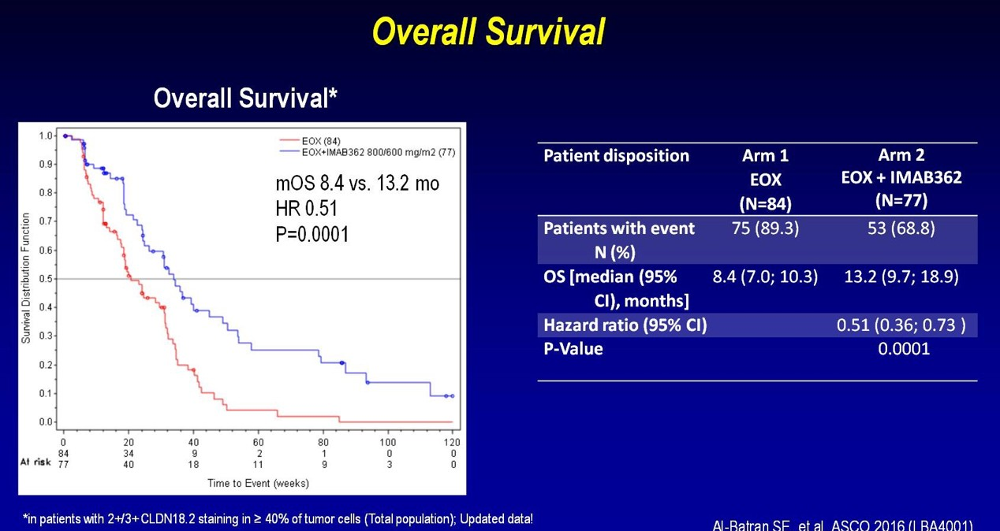 Overall Survival
Overall Survival*
1.0
0.9
0.8
0.7
0.6
0.5
0.4
0.3
0.2
0.1
0.0
Survival Distribution Function
EOX (84)
EOX+IMAB362 800/600 mg/m2 (77)
mOS 8.4 vs. 13.2 mo
HR 0.51
P=0.0001
0 20 40 60 80 100 120
84 34 9 2 1 0 0
At risk 77 40 18 11 9 3 0
Time to Event (weeks)
Patient disposition Arm 1 Arm 2
EOX EOX + IMAB362
(N=84) (N=77)
Patients with event 75 (89.3) 53 (68.8)
N (%)
OS [median (95% 8.4 (7.0; 10.3) 13.2 (9.7; 18.9)
CI), months]
Hazard ratio (95% CI) 0.51 (0.36; 0.73 )
P-Value 0.0001
*in patients with 2+/3+ CLDN18.2 staining in ≥ 40% of tumor cells (Total population); Updated data!
Al-Batran SE, et al. ASCO 2016 (LBA4001)